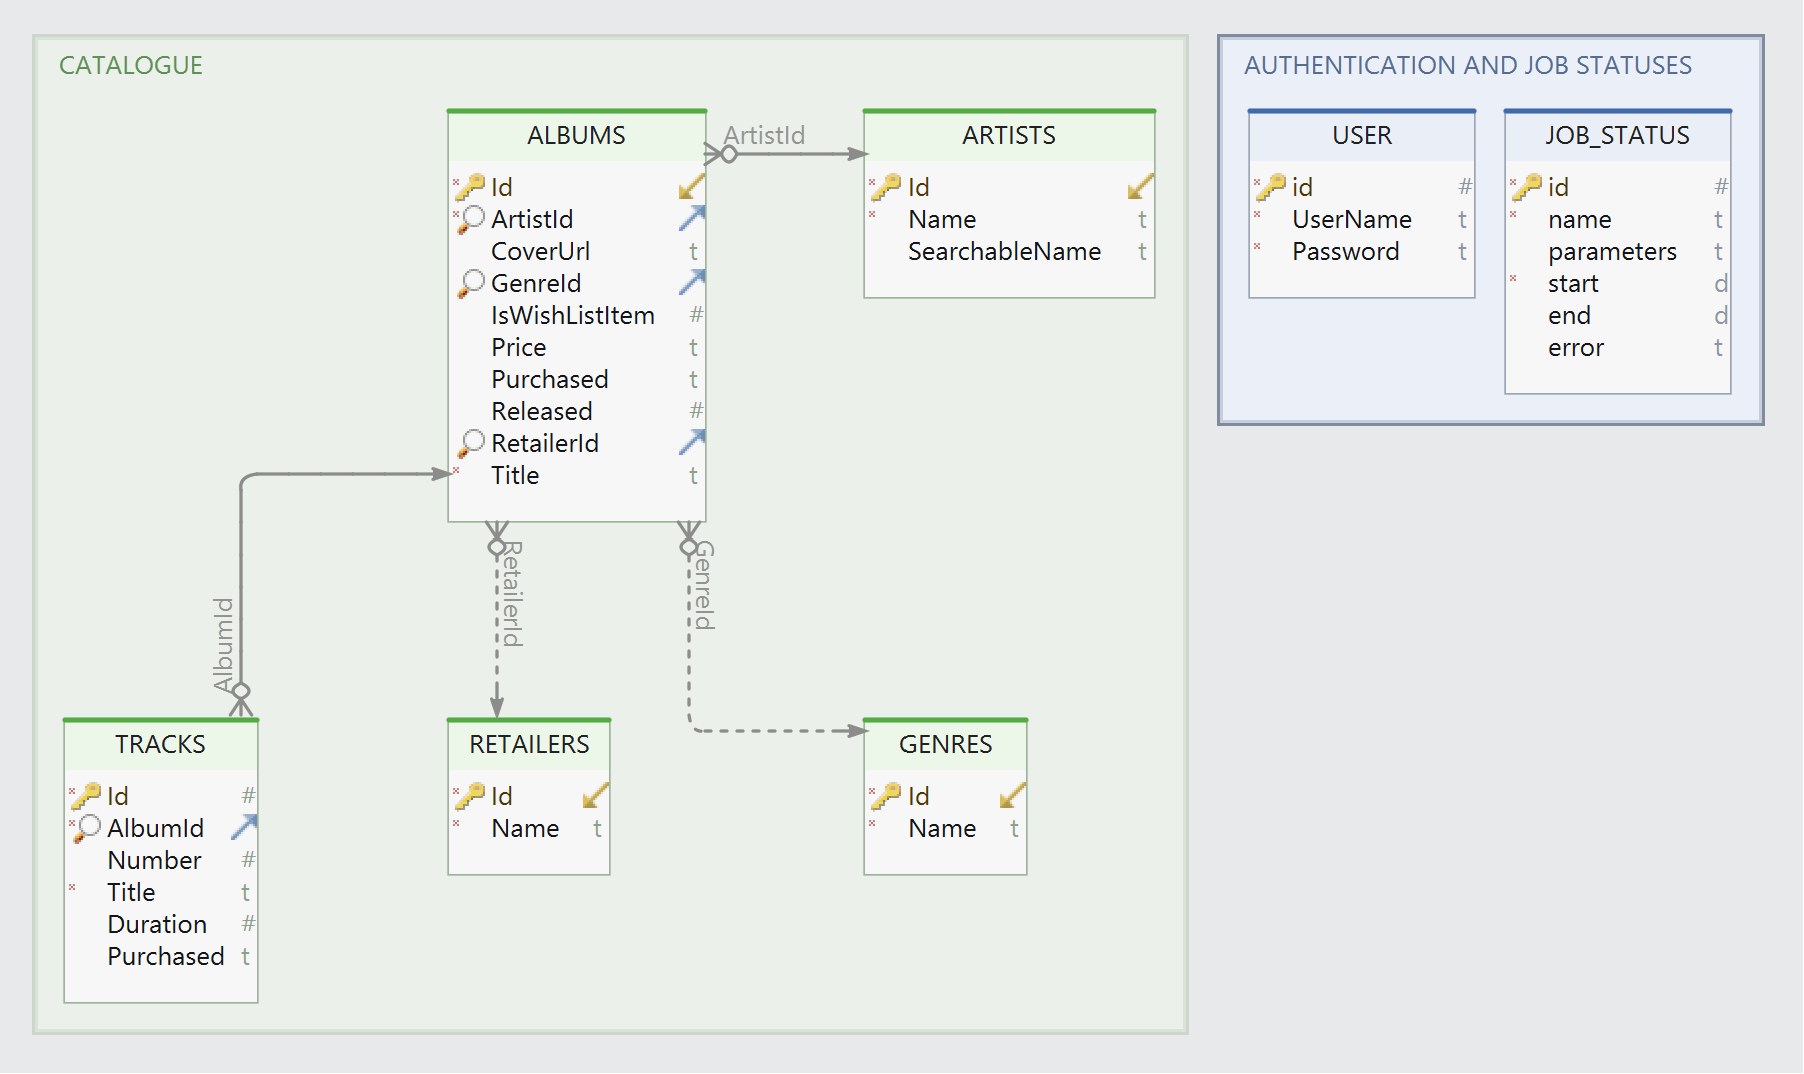 CATALOGUE
ALBUMS
Id
ArtistId
CoverUrl t
GenreId
IsWishListItem #
Price t
Purchased t
Released #
RetailerId
Title t
ArtistId
ARTISTS
Id
Name t
SearchableName t
AlbumId
RetailerId
GenreId
TRACKS
Id #
AlbumId
Number #
Title t
Duration #
Purchased t
RETAILERS
Id
Name t
GENRES
Id
Name t
AUTHENTICATION AND JOB STATUSES
USER
id #
UserName t
Password t
JOB_STATUS
id #
name t
parameters t
start d
end d
error t